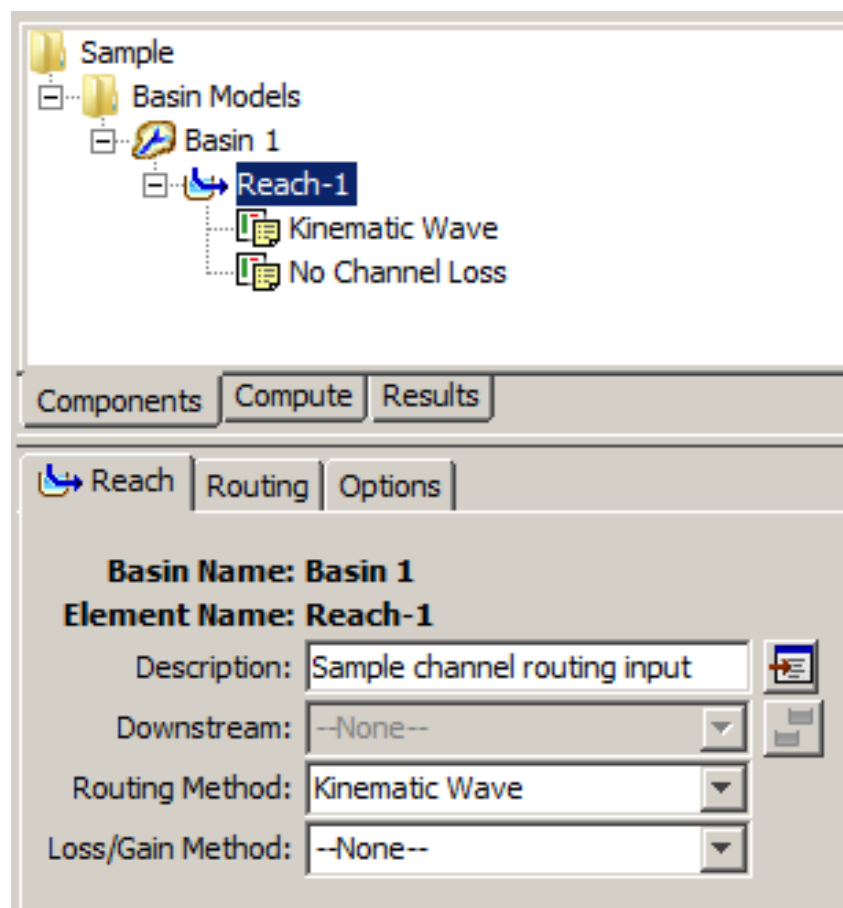 Sample
Basin Models
Basin 1
Reach-1
Kinematic Wave
No Channel Loss
Components Compute Results
Reach Routing Options
Basin Name: Basin 1
Element Name: Reach-1
Description: Sample channel routing input
Downstream: --None--
Routing Method: Kinematic Wave
Loss/Gain Method: --None--